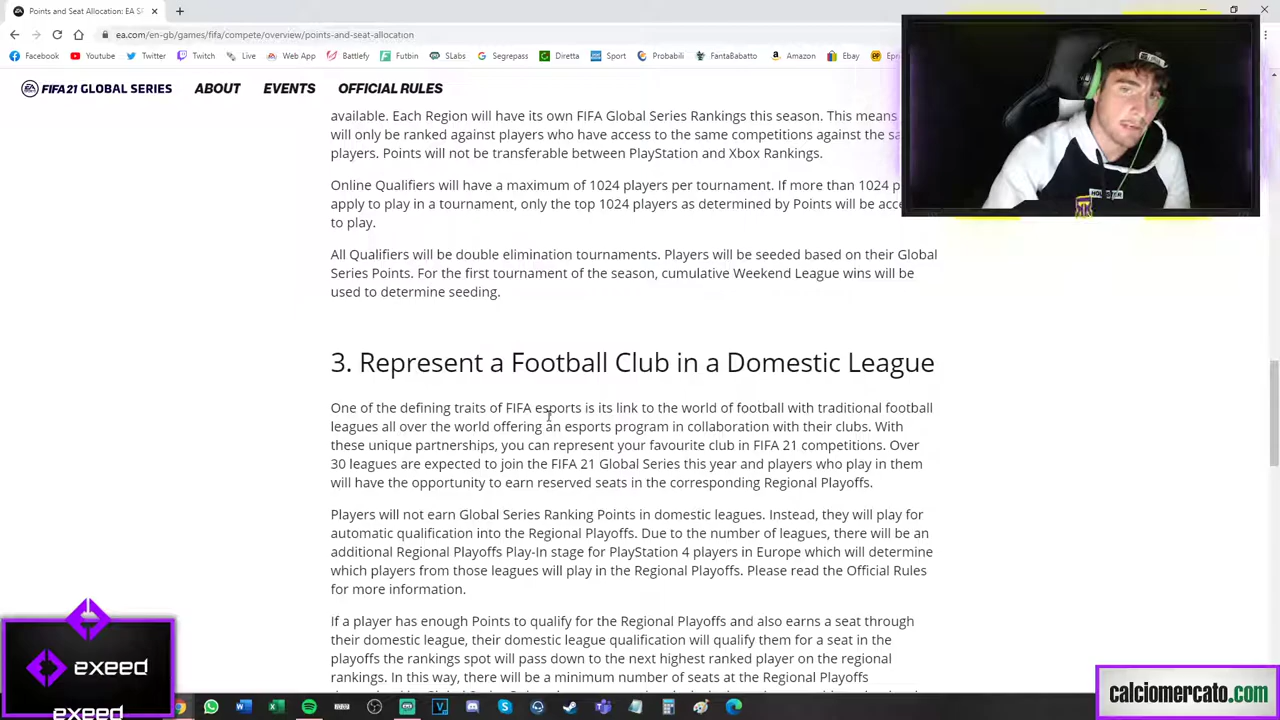 Points and Seat Allocation: EA SP
ea.com/en-gb/games/fifa/compete/overview/points-and-seat-allocation
Facebook Youtube Twitter Twitch Live Web App Battlefy Futbin SLabs Segrepass Diretta Sport Probabili FantaBabatto Amazon Ebay
FIFA 21 GLOBAL SERIES ABOUT EVENTS OFFICIAL RULES
available. Each Region will have its own FIFA Global Series Rankings this season. This means
will only be ranked against players who have access to the same competitions against the
players. Points will not be transferable between PlayStation and Xbox Rankings.
Online Qualifiers will have a maximum of 1024 players per tournament. If more than 1024
apply to play in a tournament, only the top 1024 players as determined by Points will be
to play.
All Qualifiers will be double elimination tournaments. Players will be seeded based on their Global
Series Points. For the first tournament of the season, cumulative Weekend League wins will be
used to determine seeding.
3. Represent a Football Club in a Domestic League
One of the defining traits of FIFA esports is its link to the world of football with traditional football
leagues all over the world offering an esports program in collaboration with their clubs. With
these unique partnerships, you can represent your favourite club in FIFA 21 competitions. Over
30 leagues are expected to join the FIFA 21 Global Series this year and players who play in them
will have the opportunity to earn reserved seats in the corresponding Regional Playoffs.
Players will not earn Global Series Ranking Points in domestic leagues. Instead, they will play for
automatic qualification into the Regional Playoffs. Due to the number of leagues, there will be an
additional Regional Playoffs Play-In stage for PlayStation 4 players in Europe which will determine
which players from those leagues will play in the Regional Playoffs. Please read the Official Rules
for more information.
If a player has enough Points to qualify for the Regional Playoffs and also earns a seat through
their domestic league, their domestic league qualification will qualify them for a seat in the
playoffs the rankings spot will pass down to the next highest ranked player on the regional
rankings. In this way, there will be a minimum number of seats at the Regional Playoffs
exeed
exeed
calciomercato.com